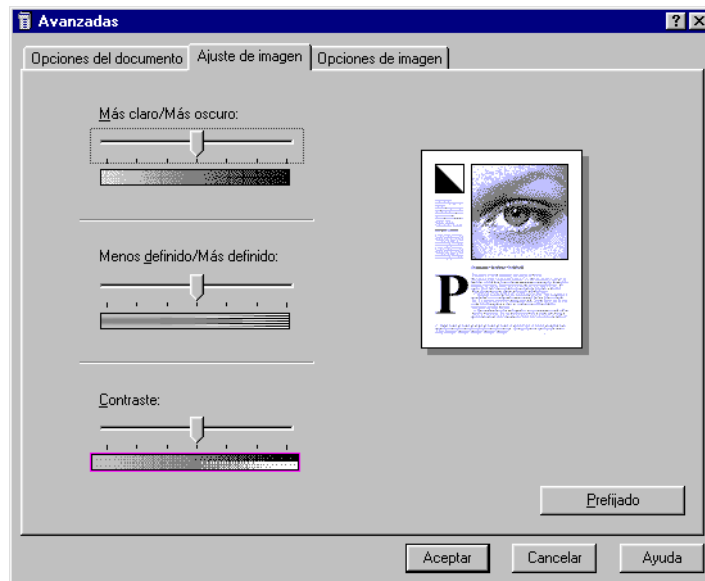 Avanzadas
Opciones del documento
Ajuste de imagen
Opciones de imagen
Más claro/Más oscuro:
Menos definido/Más definido:
P
Contraste:
Prefijado
Aceptar
Cancelar
Ayuda